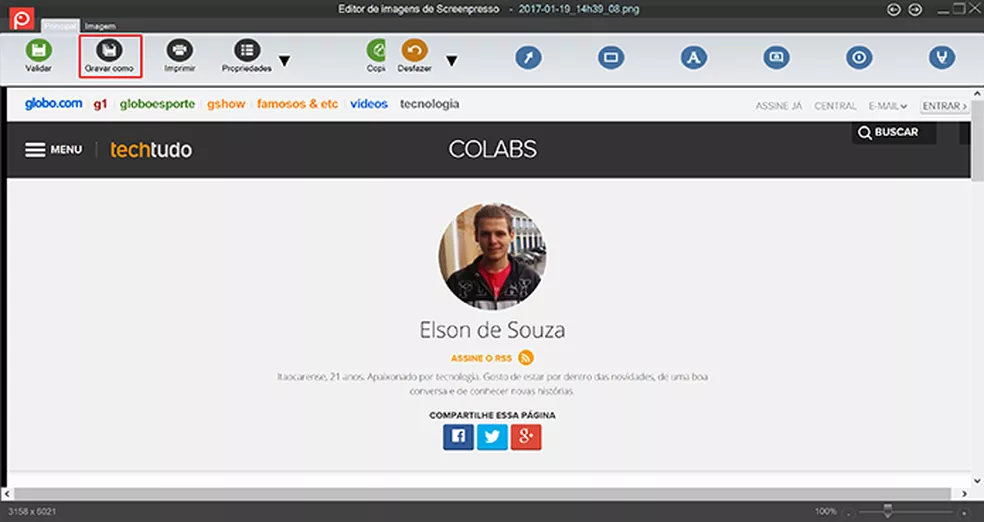 Editor de imagens de Screenpresso - 2017-01-19_14h39_08.png
Principal Imagem
Validar Gravar como Imprimir Propriedades Copi Desfazer
globo.com g1 globoesporte gshow famosos & etc vídeos tecnologia ASSINE JÁ CENTRAL E-MAIL ENTRAR
MENU techtudo COLABS BUSCAR
Elson de Souza
ASSINE O RSS
Itaocarense, 21 anos. Apaixonado por tecnologia. Gosto de estar por dentro das novidades, de uma boa
conversa e de conhecer novas histórias.
COMPARTILHE ESSA PÁGINA
3158 x 6021 100%